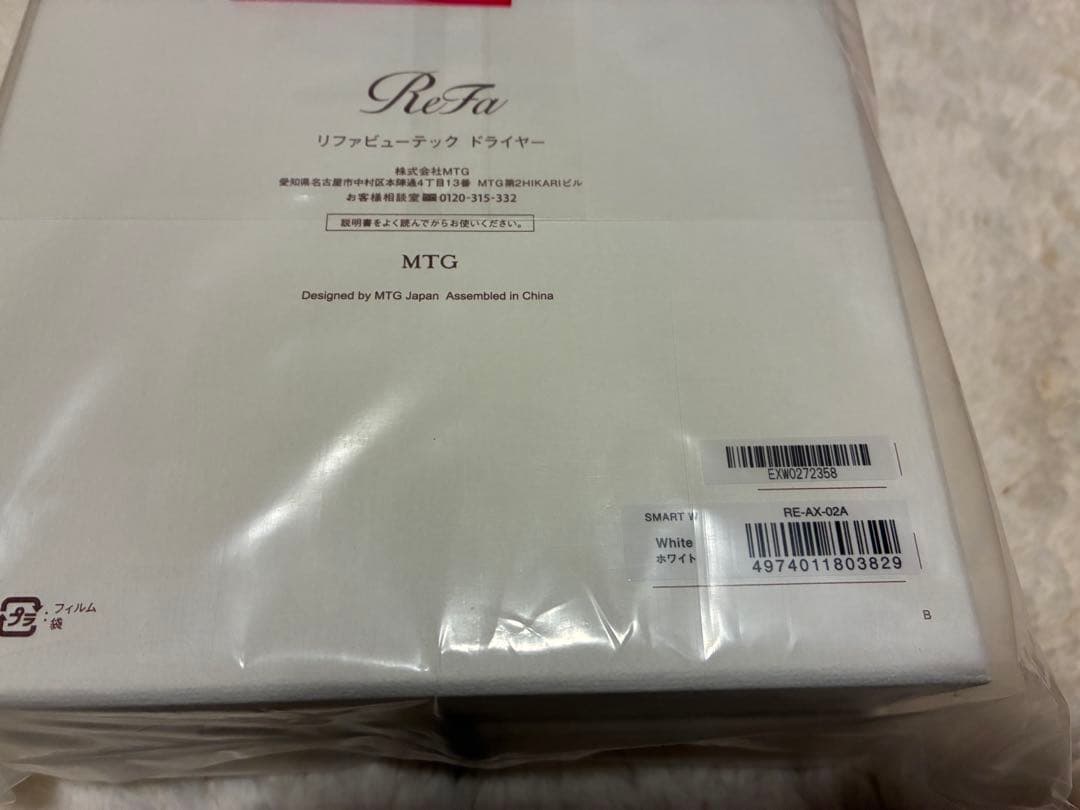 ReFa
リファビューテック ドライヤー
株式会社MTG
愛知県名古屋市中村区本陣通4丁目13番 MTG第2HIKARIビル
お客様相談室 0120-315-332
説明書をよく読んでからお使いください。
MTG
Designed by MTG Japan Assembled in China
EXW0272358
SMART W
RE-AX-02A
White
ホワイト
4974011803829
B
プラ
: フィルム
袋